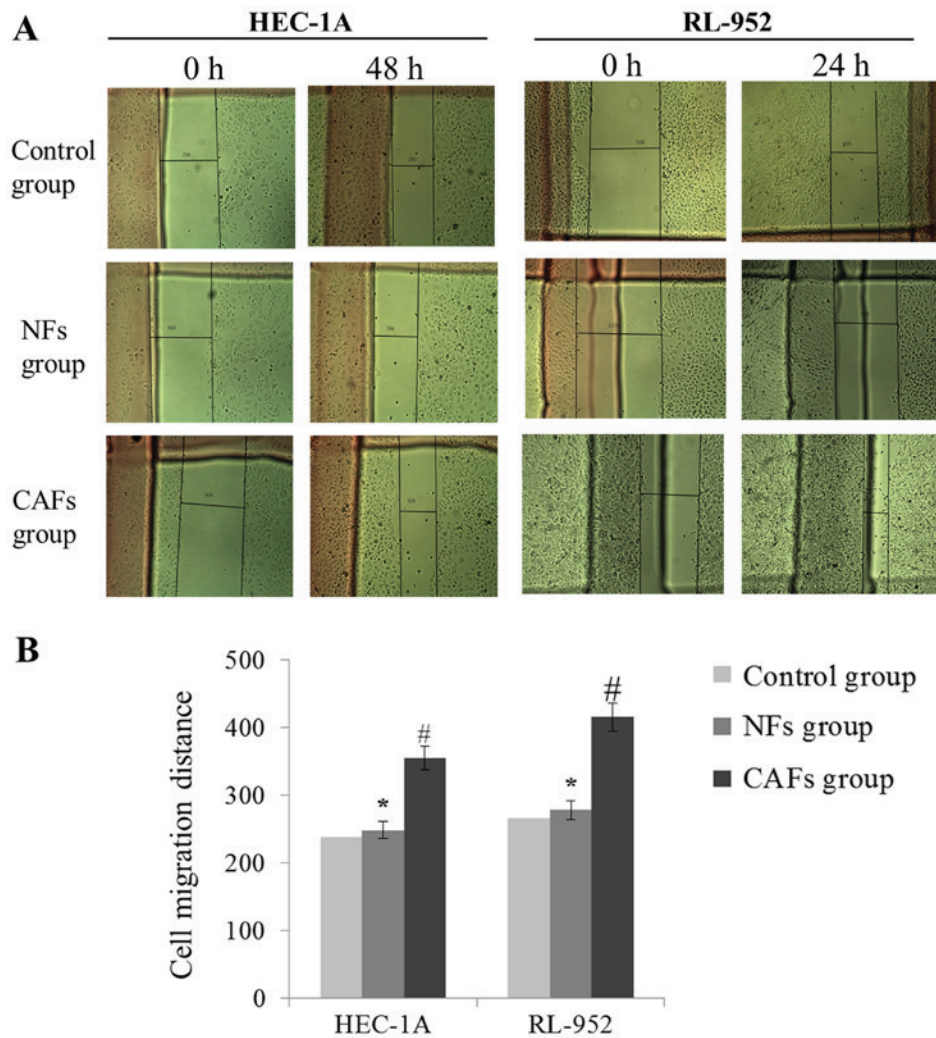 A
HEC-1A
RL-952
0 h
48 h
0 h
24 h
Control
group
NFs
group
CAFs
group
B
Cell migration distance
500
400
300
200
100
0
*
#
*
#
HEC-1A
RL-952
Control group
NFs group
CAFs group